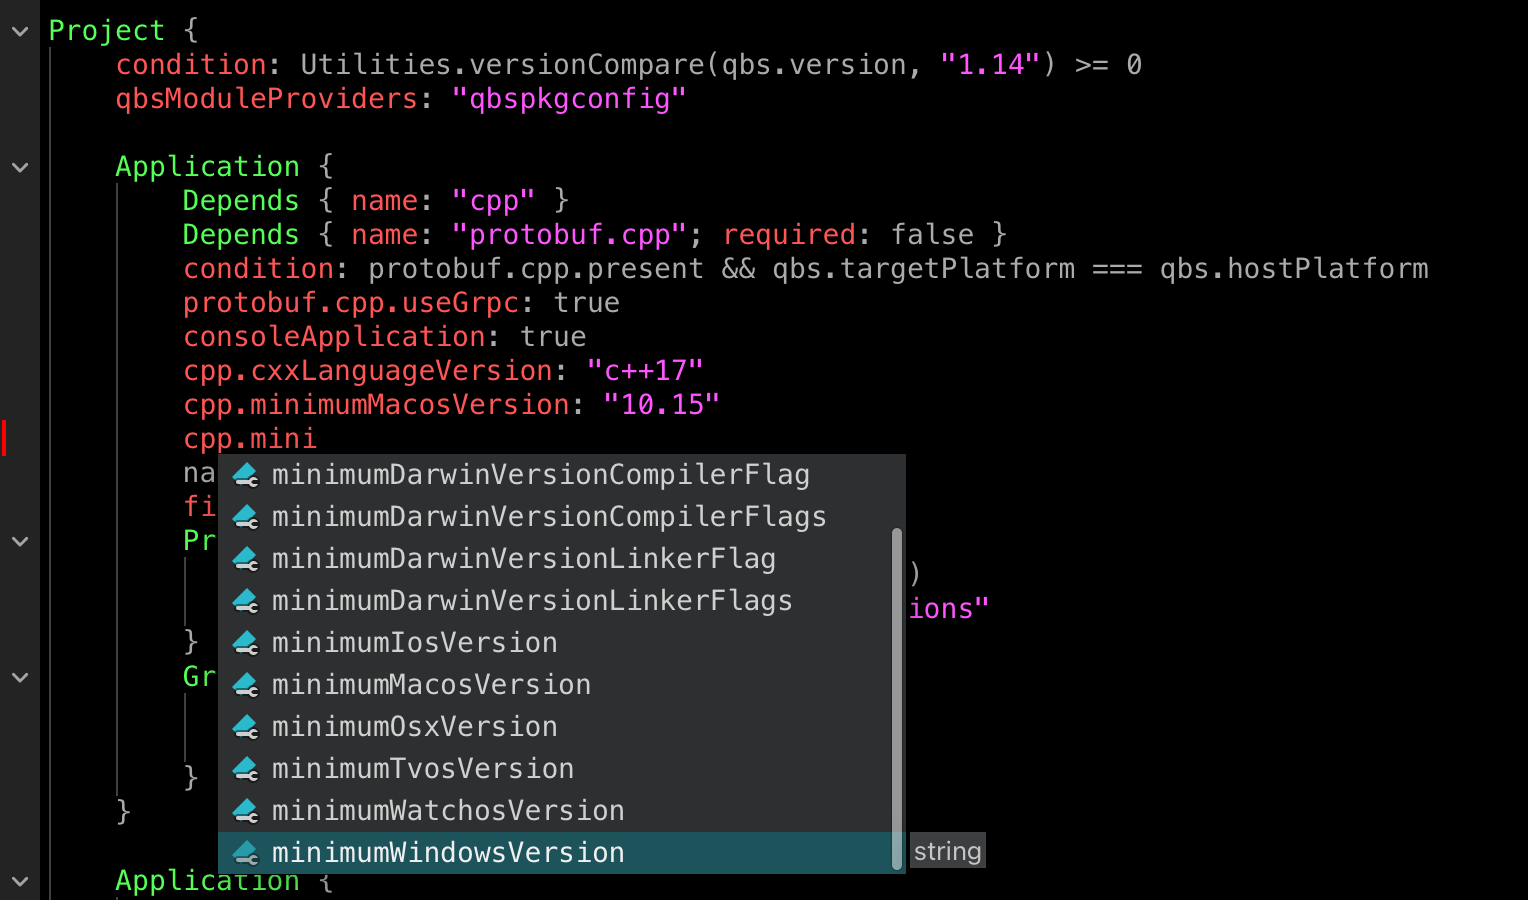 Project {
condition: Utilities.versionCompare(qbs.version, "1.14") >= 0
qbsModuleProviders: "qbspkgconfig"
Application {
Depends { name: "cpp" }
Depends { name: "protobuf.cpp"; required: false }
condition: protobuf.cpp.present && qbs.targetPlatform === qbs.hostPlatform
protobuf.cpp.useGrpc: true
consoleApplication: true
cpp.cxxLanguageVersion: "c++17"
cpp.minimumMacosVersion: "10.15"
cpp.mini
na
fi
Pr
)
ions"
}
Gr
}
}
minimumDarwinVersionCompilerFlag
minimumDarwinVersionCompilerFlags
minimumDarwinVersionLinkerFlag
minimumDarwinVersionLinkerFlags
minimumIosVersion
minimumMacosVersion
minimumOsxVersion
minimumTvosVersion
minimumWatchosVersion
minimumWindowsVersion string
Application {